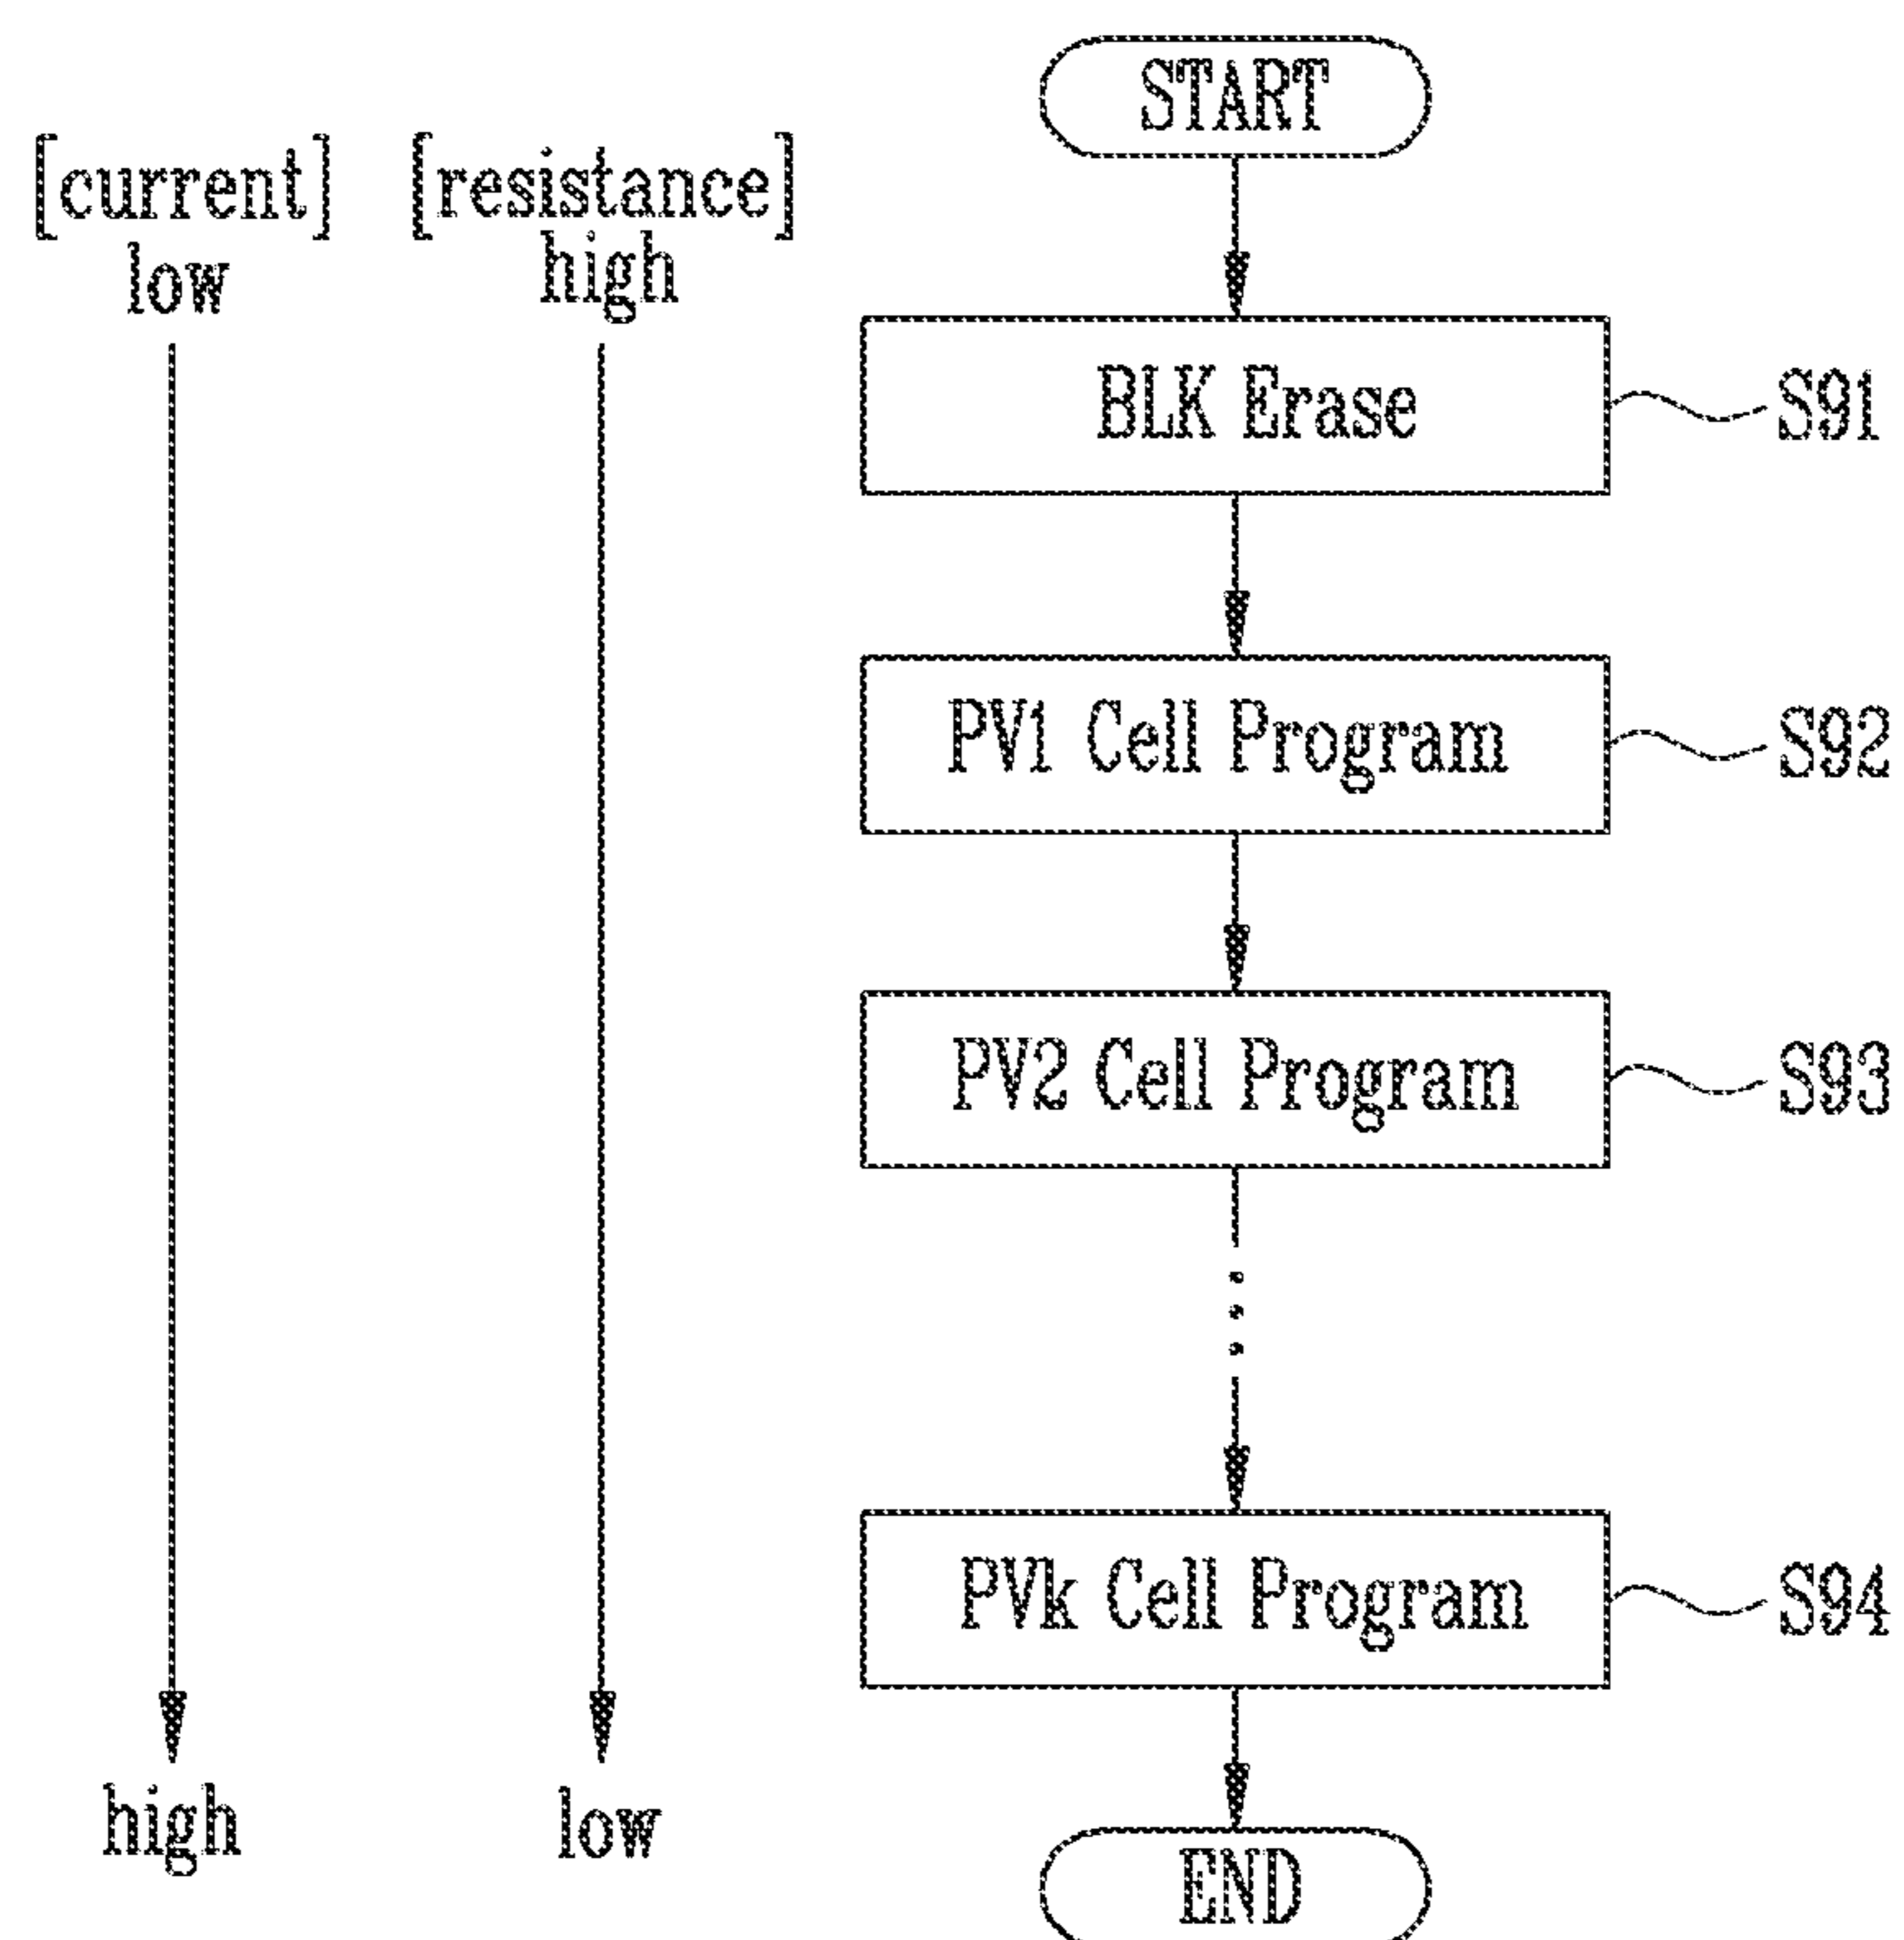 START
[current]
low
[resistance]
high
BLK Erase
S91
PV1 Cell Program
S92
PV2 Cell Program
S93
PVk Cell Program
S94
high
low
END